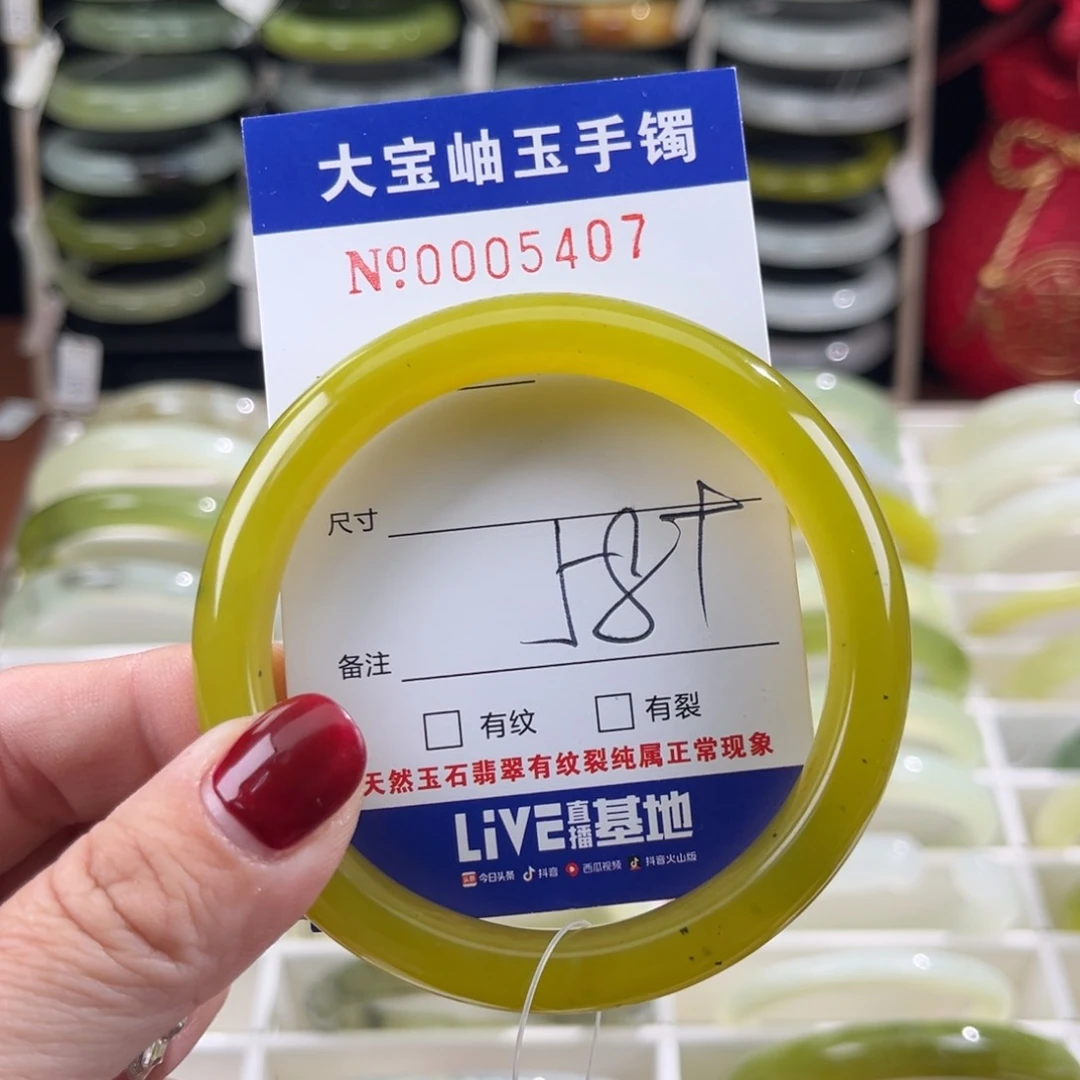 大宝岫玉手镯
№0005407
尺寸
备注
□ 有纹 □ 有裂
天然玉石翡翠有纹裂纯属正常现象
LiVE直播基地
头条 今日头条 抖音 西瓜视频 抖音火山版